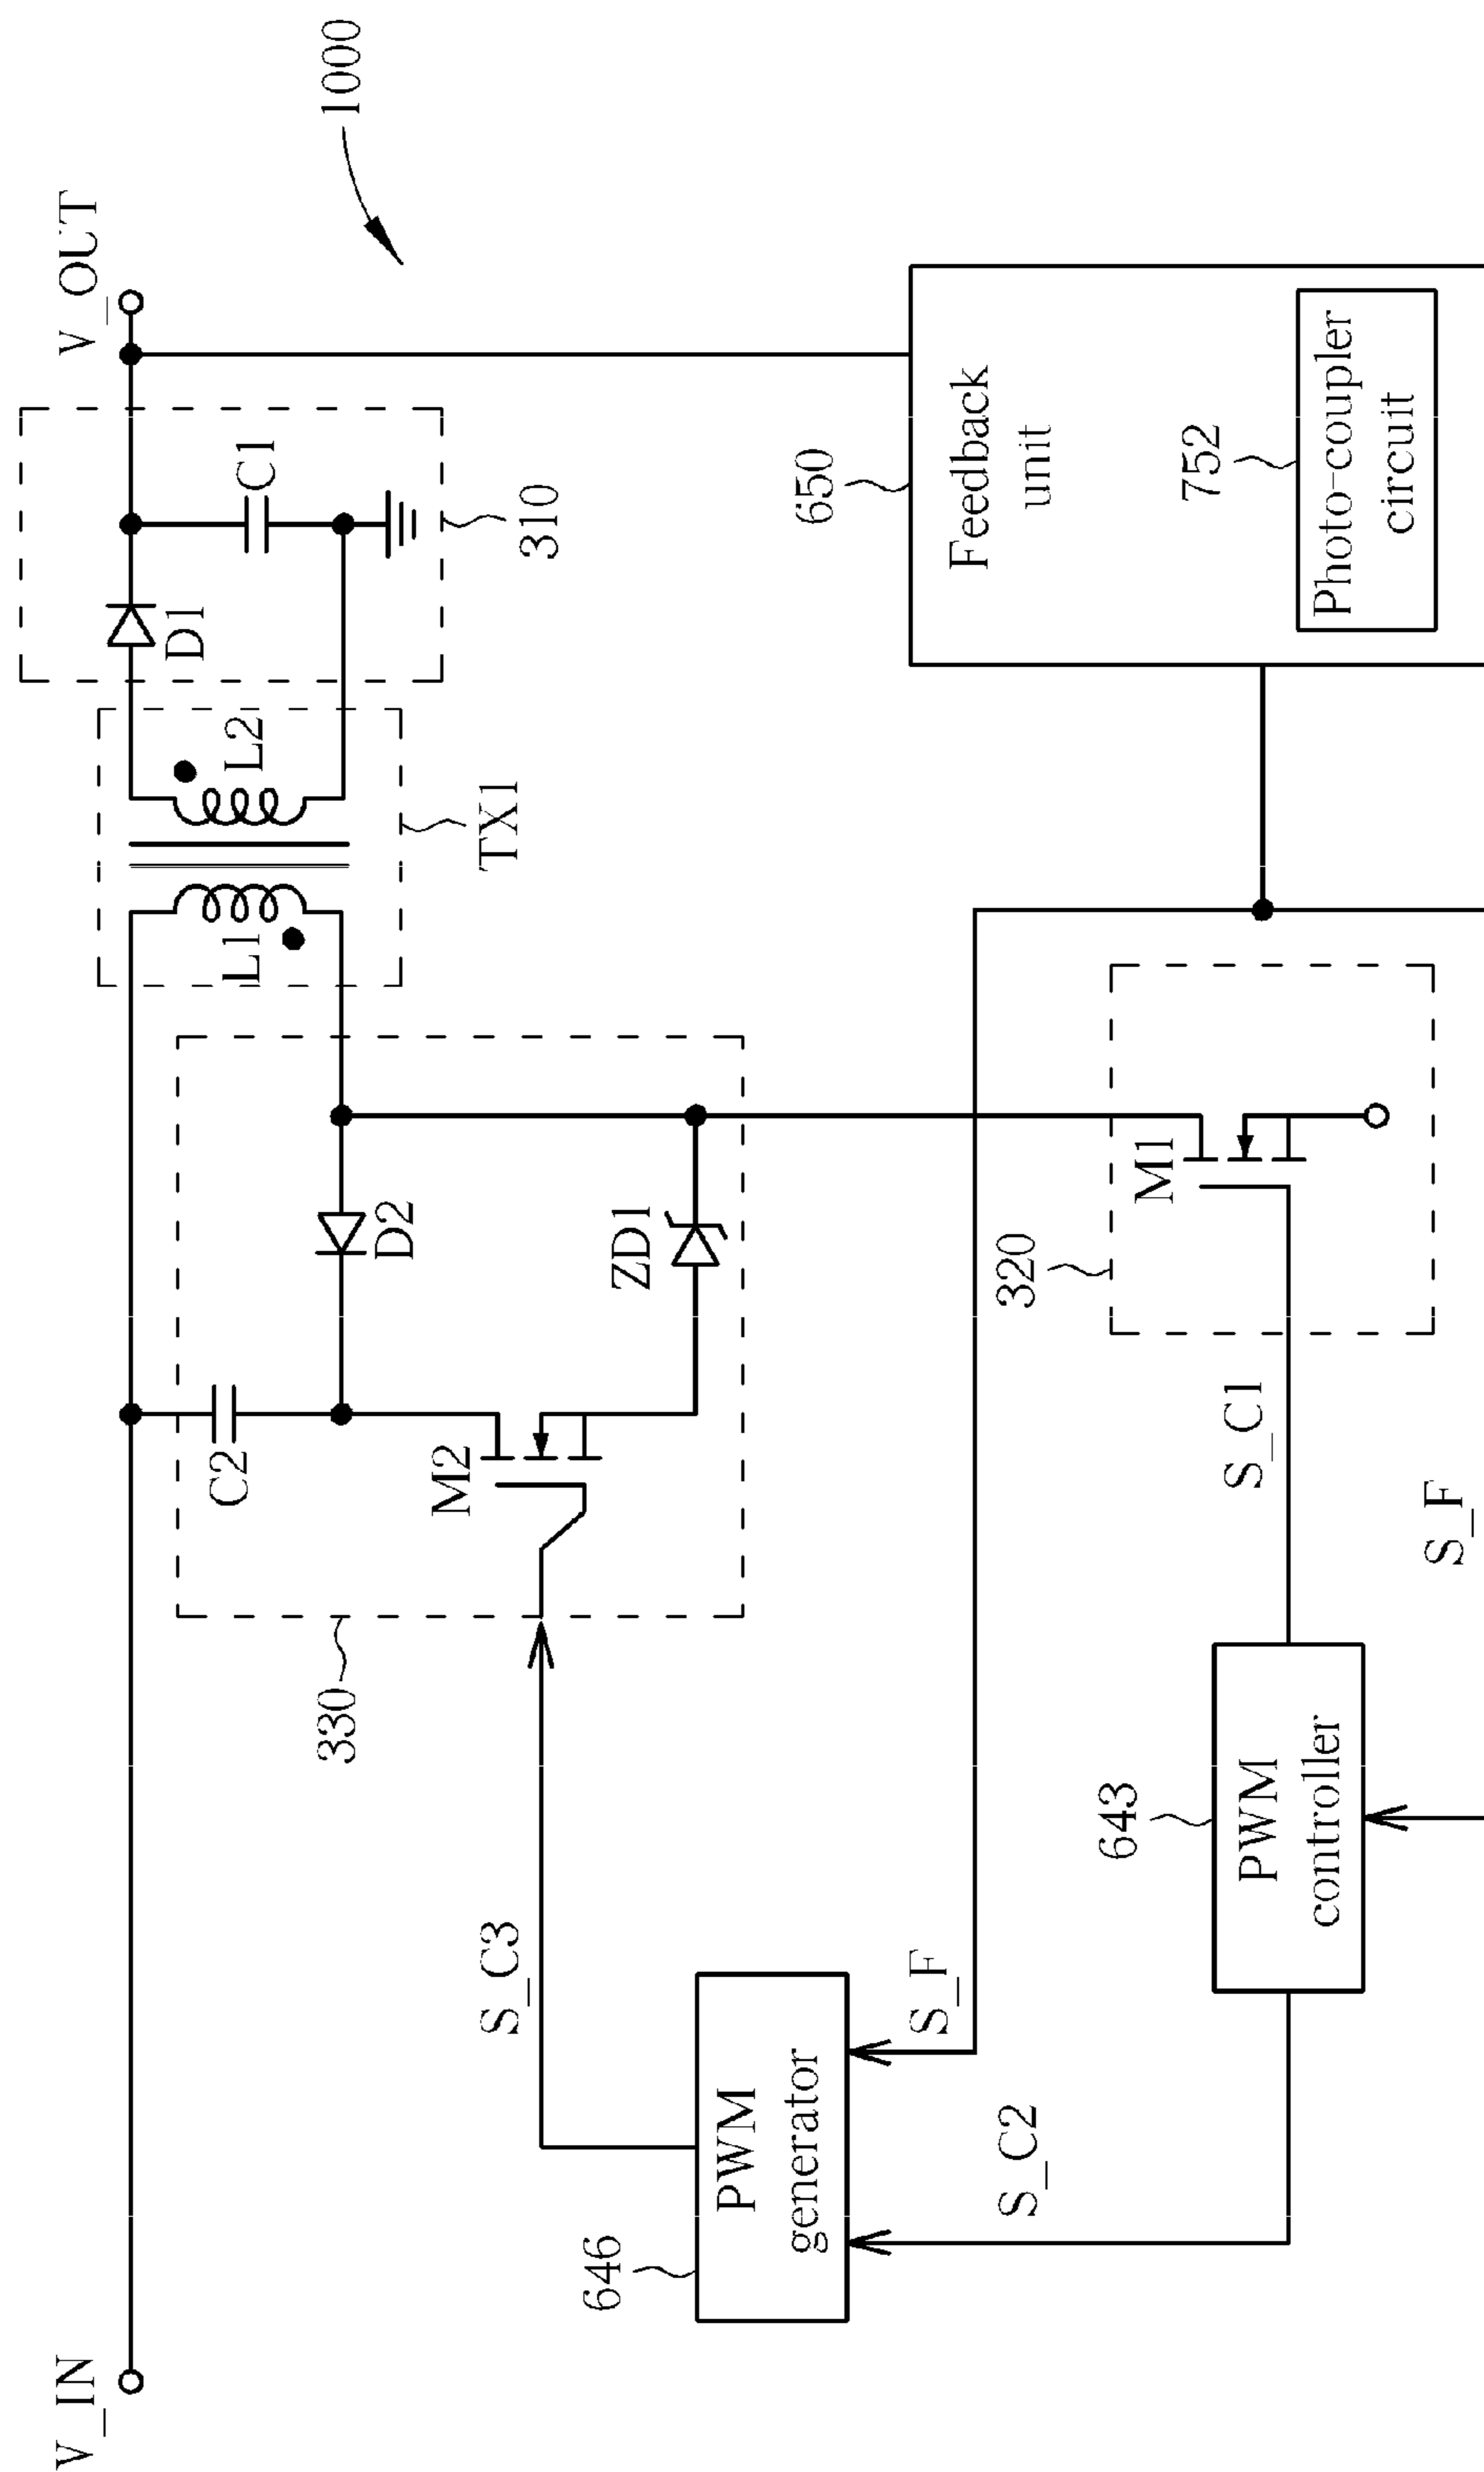 V_IN
V_OUT
1000
C1
D1
310
L2
L1
TX1
C2
D2
M2
ZD1
330
S_C3
PWM
generator
646
S_F
S_C2
Feedback
unit
650
Photo-coupler
circuit
752
M1
320
S_C1
PWM
controller
643
S_F